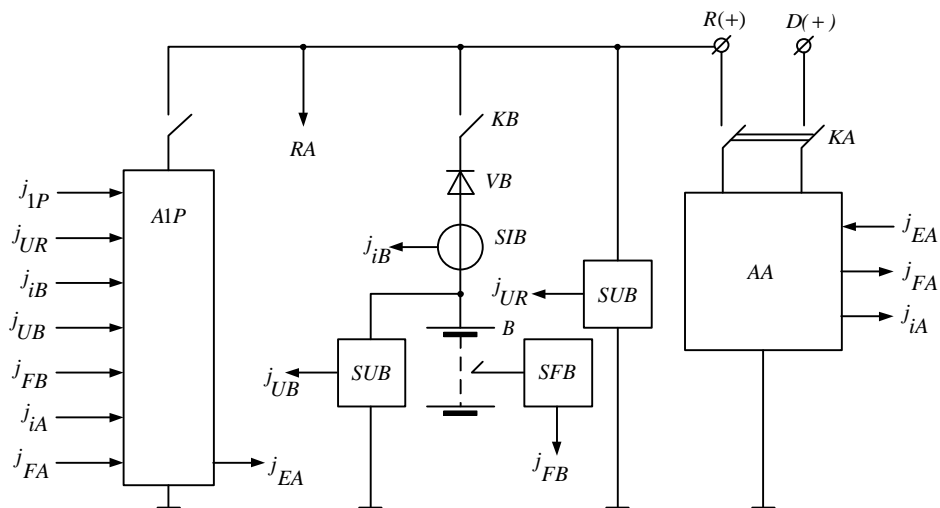 R(+) D(+)
KB
RA
KA
VB
j1P
A1P
jUR
SIB
jEA
jiB
jiB
AA
jUR
SUB
jFA
jUB
B
jiA
jFB
jUB
SUB
SFB
jiA
jFA
jEA
jFB